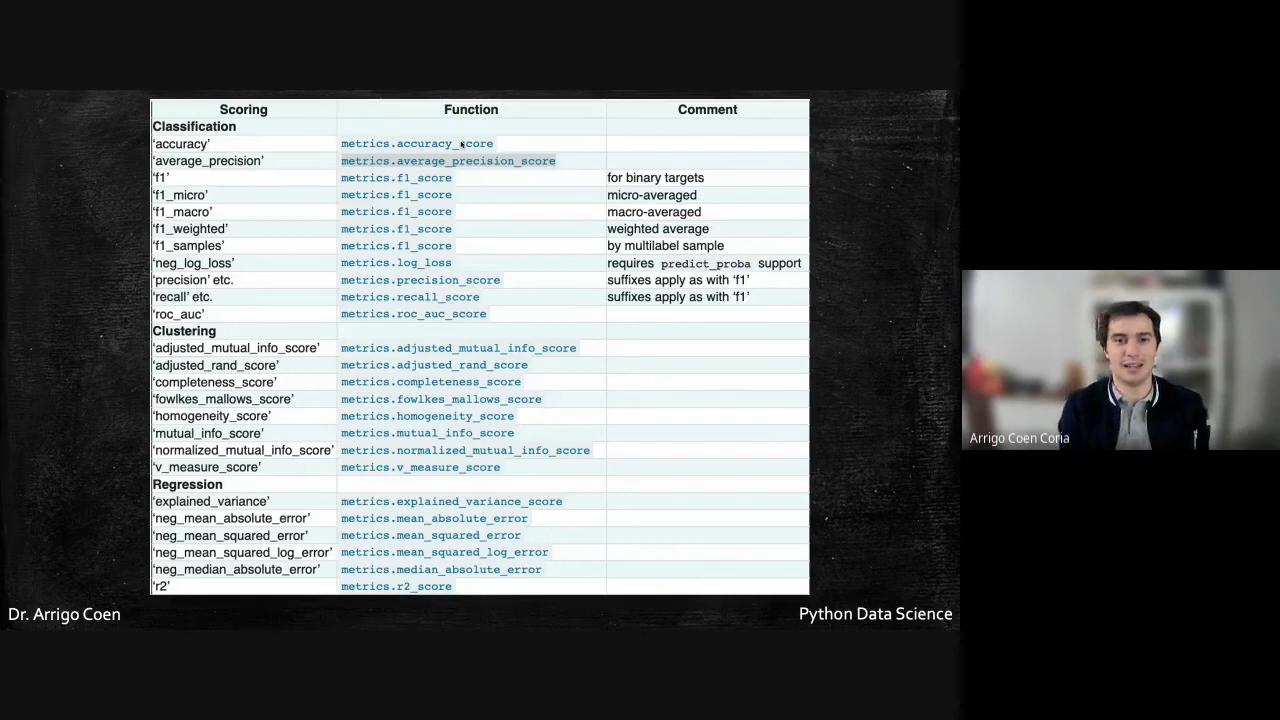 Scoring Function Comment
Classification
‘accuracy’ metrics.accuracy_score
‘average_precision’ metrics.average_precision_score
‘f1’ metrics.f1_score for binary targets
‘f1_micro’ metrics.f1_score micro-averaged
‘f1_macro’ metrics.f1_score macro-averaged
‘f1_weighted’ metrics.f1_score weighted average
‘f1_samples’ metrics.f1_score by multilabel sample
‘neg_log_loss’ metrics.log_loss requires predict_proba support
‘precision’ etc. metrics.precision_score suffixes apply as with ‘f1’
‘recall’ etc. metrics.recall_score suffixes apply as with ‘f1’
‘roc_auc’ metrics.roc_auc_score
Clustering
‘adjusted_mutual_info_score’ metrics.adjusted_mutual_info_score
‘adjusted_rand_score’ metrics.adjusted_rand_score
‘completeness_score’ metrics.completeness_score
‘fowlkes_mallows_score’ metrics.fowlkes_mallows_score
‘homogeneity_score’ metrics.homogeneity_score
‘mutual_info_score’ metrics.mutual_info_score
‘normalized_mutual_info_score’ metrics.normalized_mutual_info_score
‘v_measure_score’ metrics.v_measure_score
Regression
‘explained_variance’ metrics.explained_variance_score
‘neg_mean_absolute_error’ metrics.mean_absolute_error
‘neg_mean_squared_error’ metrics.mean_squared_error
‘neg_mean_squared_log_error’ metrics.mean_squared_log_error
‘neg_median_absolute_error’ metrics.median_absolute_error
‘r2’ metrics.r2_score
Dr. Arrigo Coen
Python Data Science
Arrigo Coen Coria